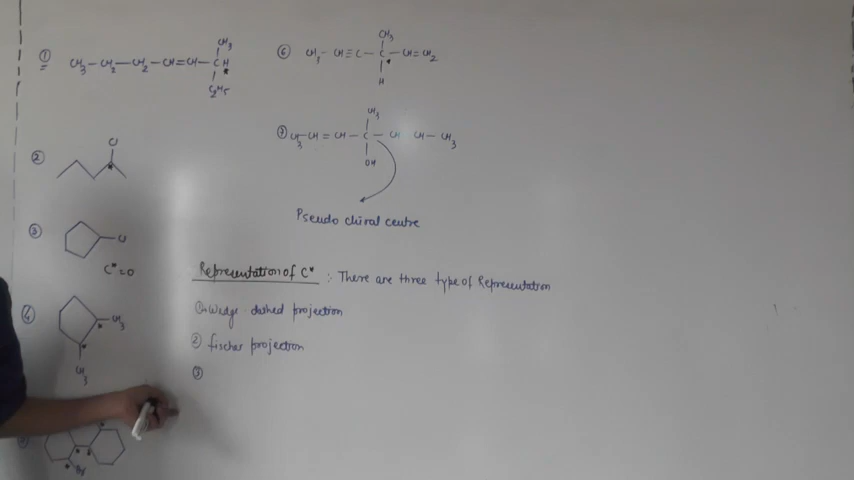 ① CH3 - CH2 - CH2 - CH = CH - CH *
CH3
C2H5
② Cl *
③ Cl
C* = 0
④ CH3 *
* CH3
* * * *
Br
⑥ CH3 - CH ≡ C - C - CH = CH2
CH3
*
H
⑦ CH3 CH = CH - C - CH CH - CH3
CH3
OH
Pseudo chiral centre
Representation of C* :- There are three type of Representation
① Wedge-dashed projection
② fischer projection
③